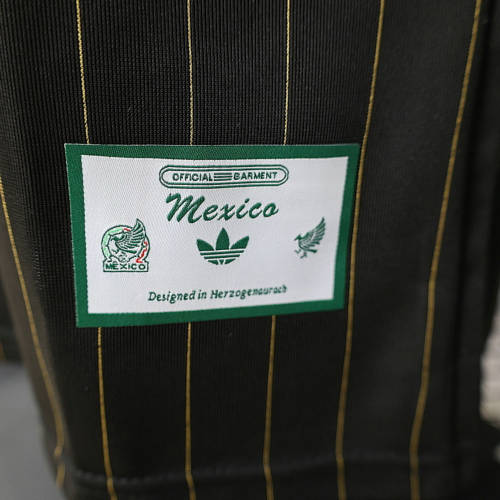 OFFICIAL GARMENT
Mexico
MEXICO
Designed in Herzogenaurach